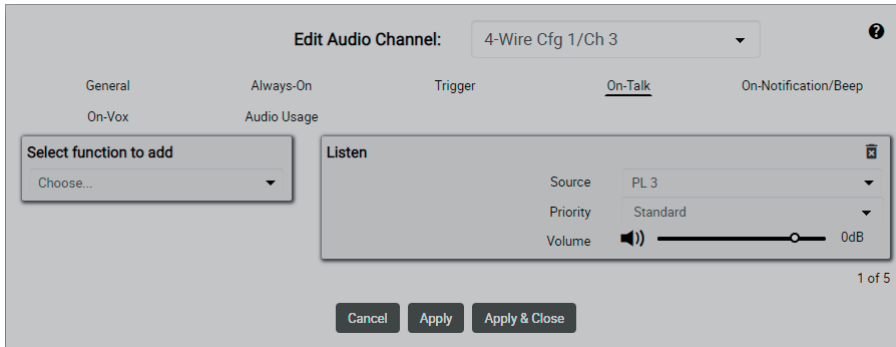 Edit Audio Channel: 4-Wire Cfg 1/Ch 3
General Always-On Trigger On-Talk On-Notification/Beep
On-Vox Audio Usage
Select function to add
Choose...
Listen
Source PL 3
Priority Standard
Volume 0dB
1 of 5
Cancel Apply Apply & Close